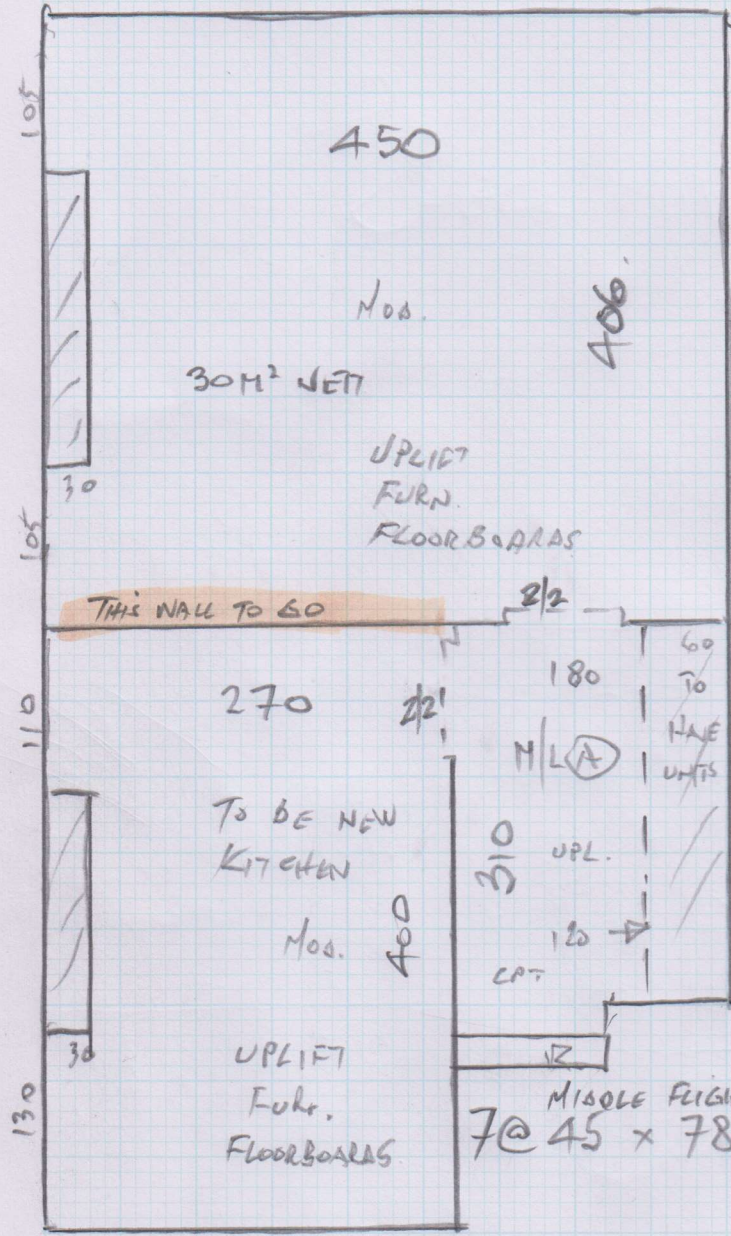 105
450
406.
MOD.
30M² NETT
UPLIFT
FURN.
FLOORBOARDS
30
105
THIS WALL TO GO
2/2
110
270
2/2
180
60
TO
HAVE
UNITS
M/L A
TO BE NEW
KITCHEN
310
UPL.
MOD.
400
120
CPT
30
UPLIFT
FURN.
FLOORBOARDS
130
MIDDLE FLIGH
7@ 45 x 78